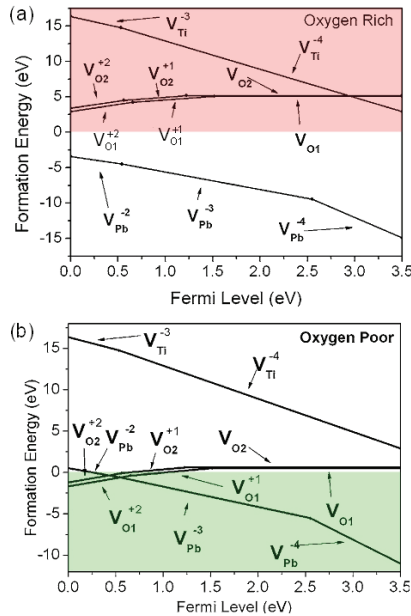 (a)
Oxygen Rich
V_Ti^-3
V_O2^+2
V_O2^+1
V_O2
V_Ti^-4
V_O1^+2
V_O1^+1
V_O1
V_Pb^-2
V_Pb^-3
V_Pb^-4
Formation Energy (eV)
15
10
5
0
-5
-10
-15
0.0 0.5 1.0 1.5 2.0 2.5 3.0 3.5
Fermi Level (eV)
(b)
Oxygen Poor
V_Ti^-3
V_Ti^-4
V_O2^+2
V_Pb^-2
V_O2^+1
V_O2
V_O1^+2
V_O1^+1
V_O1
V_Pb^-3
V_Pb^-4
Formation Energy (eV)
20
15
10
5
0
-5
-10
0.0 0.5 1.0 1.5 2.0 2.5 3.0 3.5
Fermi Level (eV)